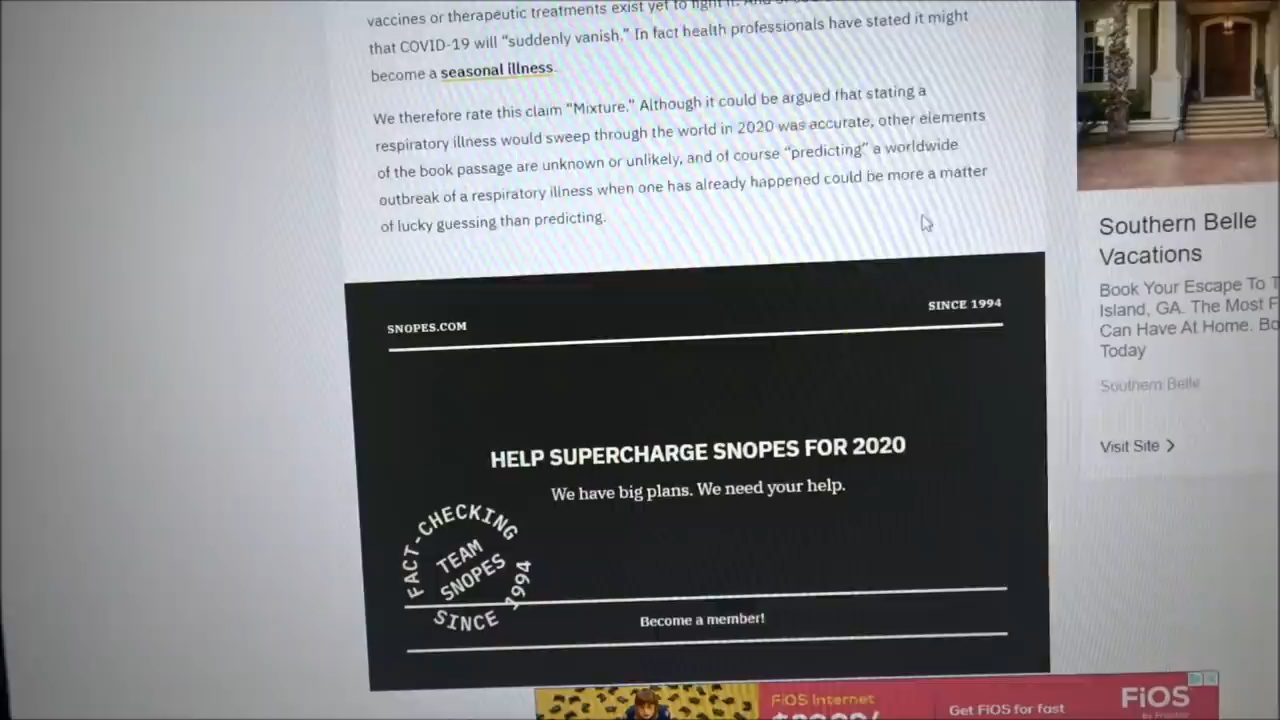 vaccines or therapeutic treatments exist yet to fight it.
that COVID-19 will “suddenly vanish.” In fact health professionals have stated it might
become a seasonal illness.
We therefore rate this claim “Mixture.” Although it could be argued that stating a
respiratory illness would sweep through the world in 2020 was accurate, other elements
of the book passage are unknown or unlikely, and of course “predicting” a worldwide
outbreak of a respiratory illness when one has already happened could be more a matter
of lucky guessing than predicting.
SNOPES.COM
SINCE 1994
HELP SUPERCHARGE SNOPES FOR 2020
We have big plans. We need your help.
FACT-CHECKING
TEAM
SNOPES
SINCE 1994
Become a member!
Southern Belle
Vacations
Book Your Escape To
Island, GA. The Most
Can Have At Home.
Today
Southern Belle
Visit Site >
FiOS Internet
Get FiOS for fast
FiOS
by Frontier